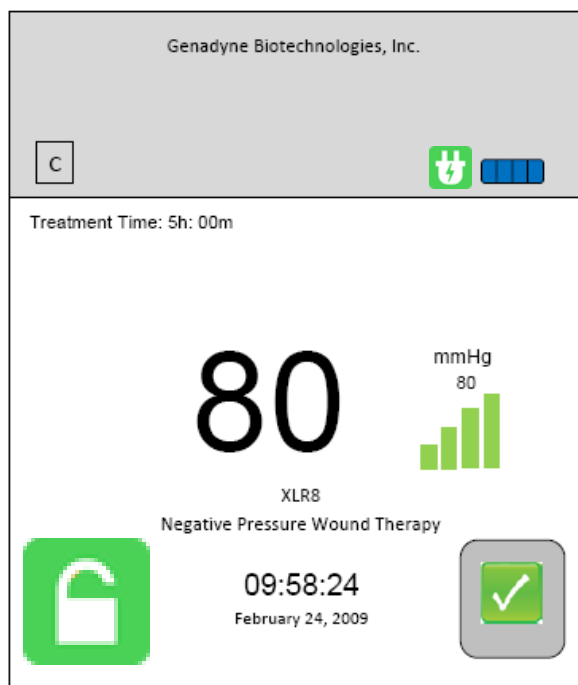 Genadyne Biotechnologies, Inc.
C
Treatment Time: 5h: 00m
80
mmHg
80
XLR8
Negative Pressure Wound Therapy
09:58:24
February 24, 2009